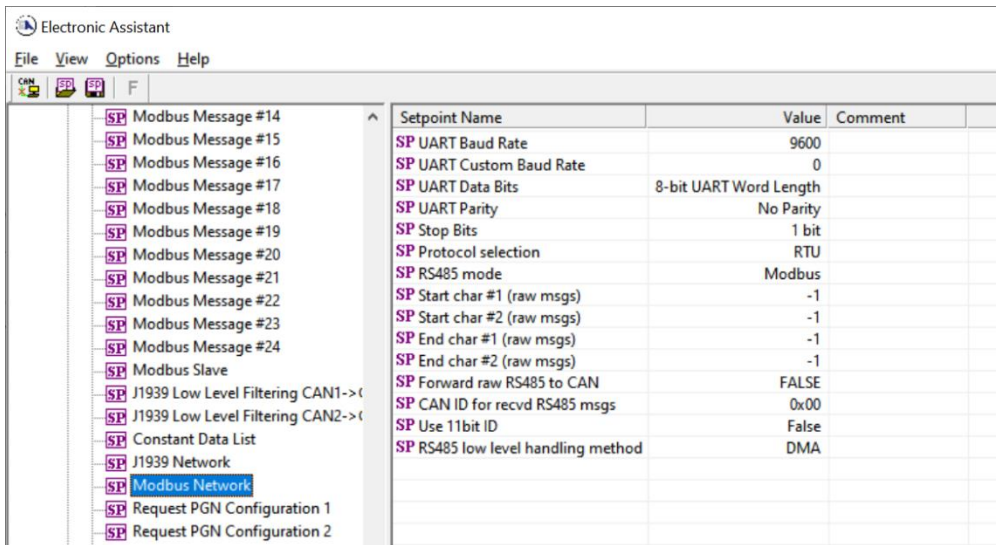 Electronic Assistant
File View Options Help
CAN SP SP F
SP Modbus Message #14
SP Modbus Message #15
SP Modbus Message #16
SP Modbus Message #17
SP Modbus Message #18
SP Modbus Message #19
SP Modbus Message #20
SP Modbus Message #21
SP Modbus Message #22
SP Modbus Message #23
SP Modbus Message #24
SP Modbus Slave
SP J1939 Low Level Filtering CAN1->
SP J1939 Low Level Filtering CAN2->
SP Constant Data List
SP J1939 Network
SP Modbus Network
SP Request PGN Configuration 1
SP Request PGN Configuration 2
Setpoint Name Value Comment
SP UART Baud Rate 9600
SP UART Custom Baud Rate 0
SP UART Data Bits 8-bit UART Word Length
SP UART Parity No Parity
SP Stop Bits 1 bit
SP Protocol selection RTU
SP RS485 mode Modbus
SP Start char #1 (raw msgs) -1
SP Start char #2 (raw msgs) -1
SP End char #1 (raw msgs) -1
SP End char #2 (raw msgs) -1
SP Forward raw RS485 to CAN FALSE
SP CAN ID for recvd RS485 msgs 0x00
SP Use 11bit ID False
SP RS485 low level handling method DMA